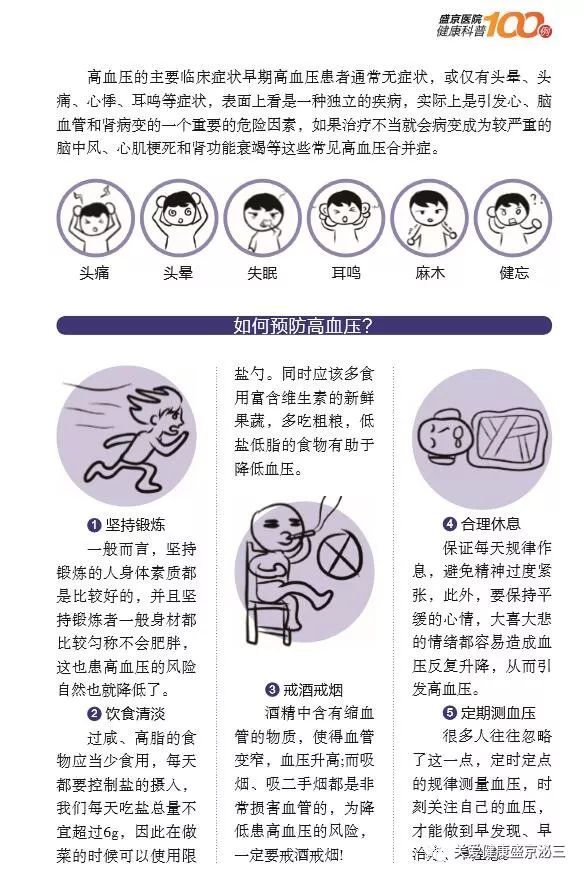 盛京医院
健康科普100例
高血压的主要临床症状早期高血压患者通常无症状，或仅有头晕、头
痛、心悸、耳鸣等症状，表面上看是一种独立的疾病，实际上是引发心、脑
血管和肾病变的一个重要的危险因素，如果治疗不当就会病变成为较严重的
脑中风、心肌梗死和肾功能衰竭等这些常见高血压合并症。
头痛 头晕 失眠 耳鸣 麻木 健忘
如何预防高血压？
❶ 坚持锻炼
一般而言，坚持
锻炼的人身体素质都
是比较好的，并且坚
持锻炼者一般身材都
比较匀称不会肥胖，
这也患高血压的风险
自然也就降低了。
❷ 饮食清淡
过咸、高脂的食
物应当少食用，每天
都要控制盐的摄入，
我们每天吃盐总量不
宜超过6g，因此在做
菜的时候可以使用限
盐勺。同时应该多食
用富含维生素的新鲜
果蔬，多吃粗粮，低
盐低脂的食物有助于
降低血压。
❸ 戒酒戒烟
酒精中含有缩血
管的物质，使得血管
变窄，血压升高;而吸
烟、吸二手烟都是非
常损害血管的，为降
低患高血压的风险，
一定要戒酒戒烟!
❹ 合理休息
保证每天规律作
息，避免精神过度紧
张，此外，要保持平
缓的心情，大喜大悲
的情绪都容易造成血
压反复升降，从而引
发高血压。
❺ 定期测血压
很多人往往忽略
了这一点，定时定点
的规律测量血压，时
刻关注自己的血压，
才能做到早发现、早
治
关爱健康盛京泌三